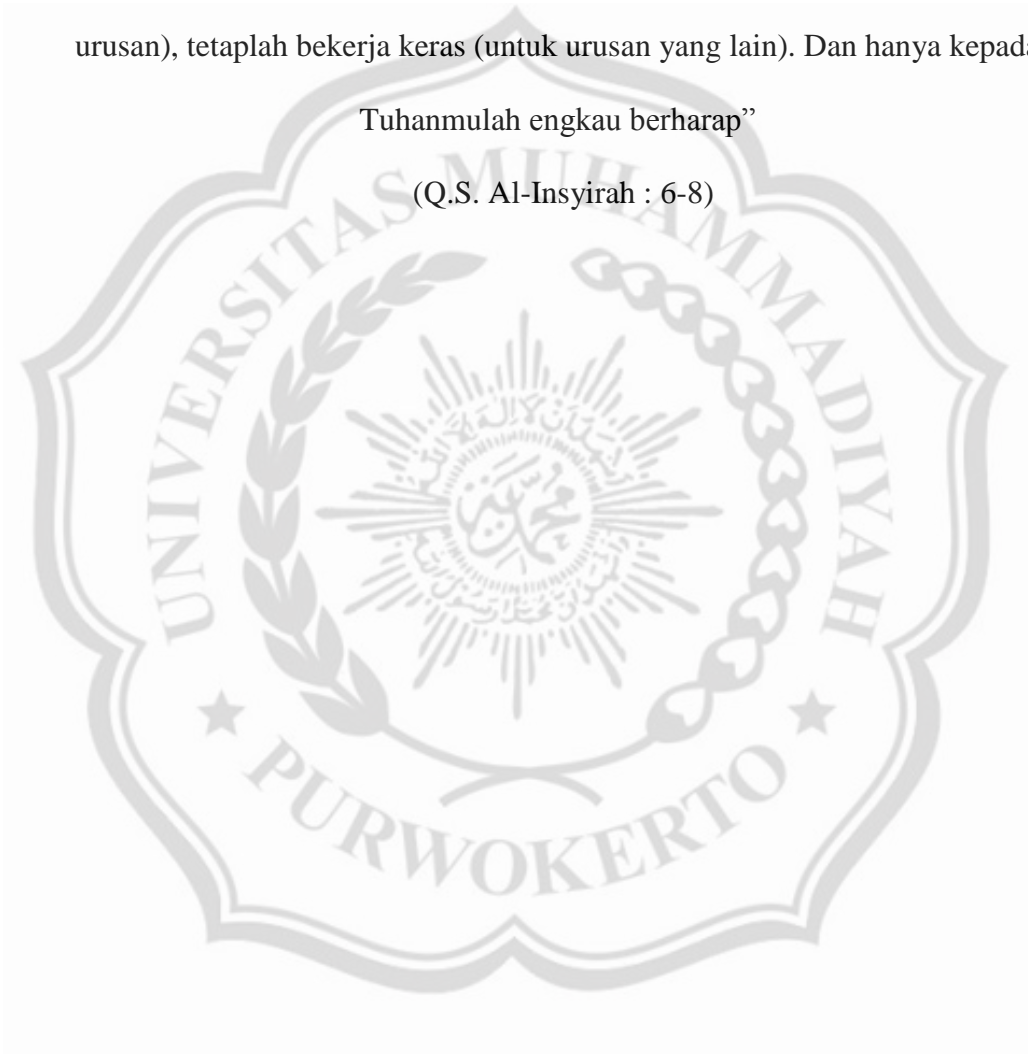 urusan), tetaplah bekerja keras (untuk urusan yang lain). Dan hanya kepada
Tuhanmulah engkau berharap”
(Q.S. Al-Insyirah : 6-8)
UNIVERSITAS MUHAMMADIYAH
PURWOKERTO
محمد